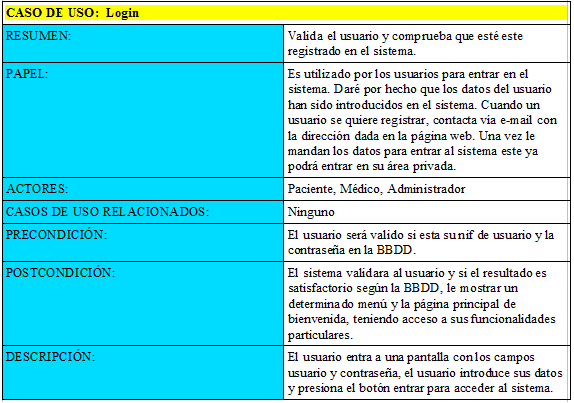 CASO DE USO: Login
RESUMEN:
Valida el usuario y comprueba que esté este
registrado en el sistema.
PAPEL:
Es utilizado por los usuarios para entrar en el
sistema. Daré por hecho que los datos del usuario
han sido introducidos en el sistema. Cuando un
usuario se quiere registrar, contacta vía e-mail con
la dirección dada en la página web. Una vez le
mandan los datos para entrar al sistema este ya
podrá entrar en su área privada.
ACTORES:
Paciente, Médico, Administrador
CASOS DE USO RELACIONADOS:
Ninguno
PRECONDICIÓN:
El usuario será valido si esta su nif de usuario y la
contraseña en la BBDD.
POSTCONDICIÓN:
El sistema validara al usuario y si el resultado es
satisfactorio según la BBDD, le mostrar un
determinado menú y la página principal de
bienvenida, teniendo acceso a sus funcionalidades
particulares.
DESCRIPCIÓN:
El usuario entra a una pantalla con los campos
usuario y contraseña, el usuario introduce sus datos
y presiona el botón entrar para acceder al sistema.